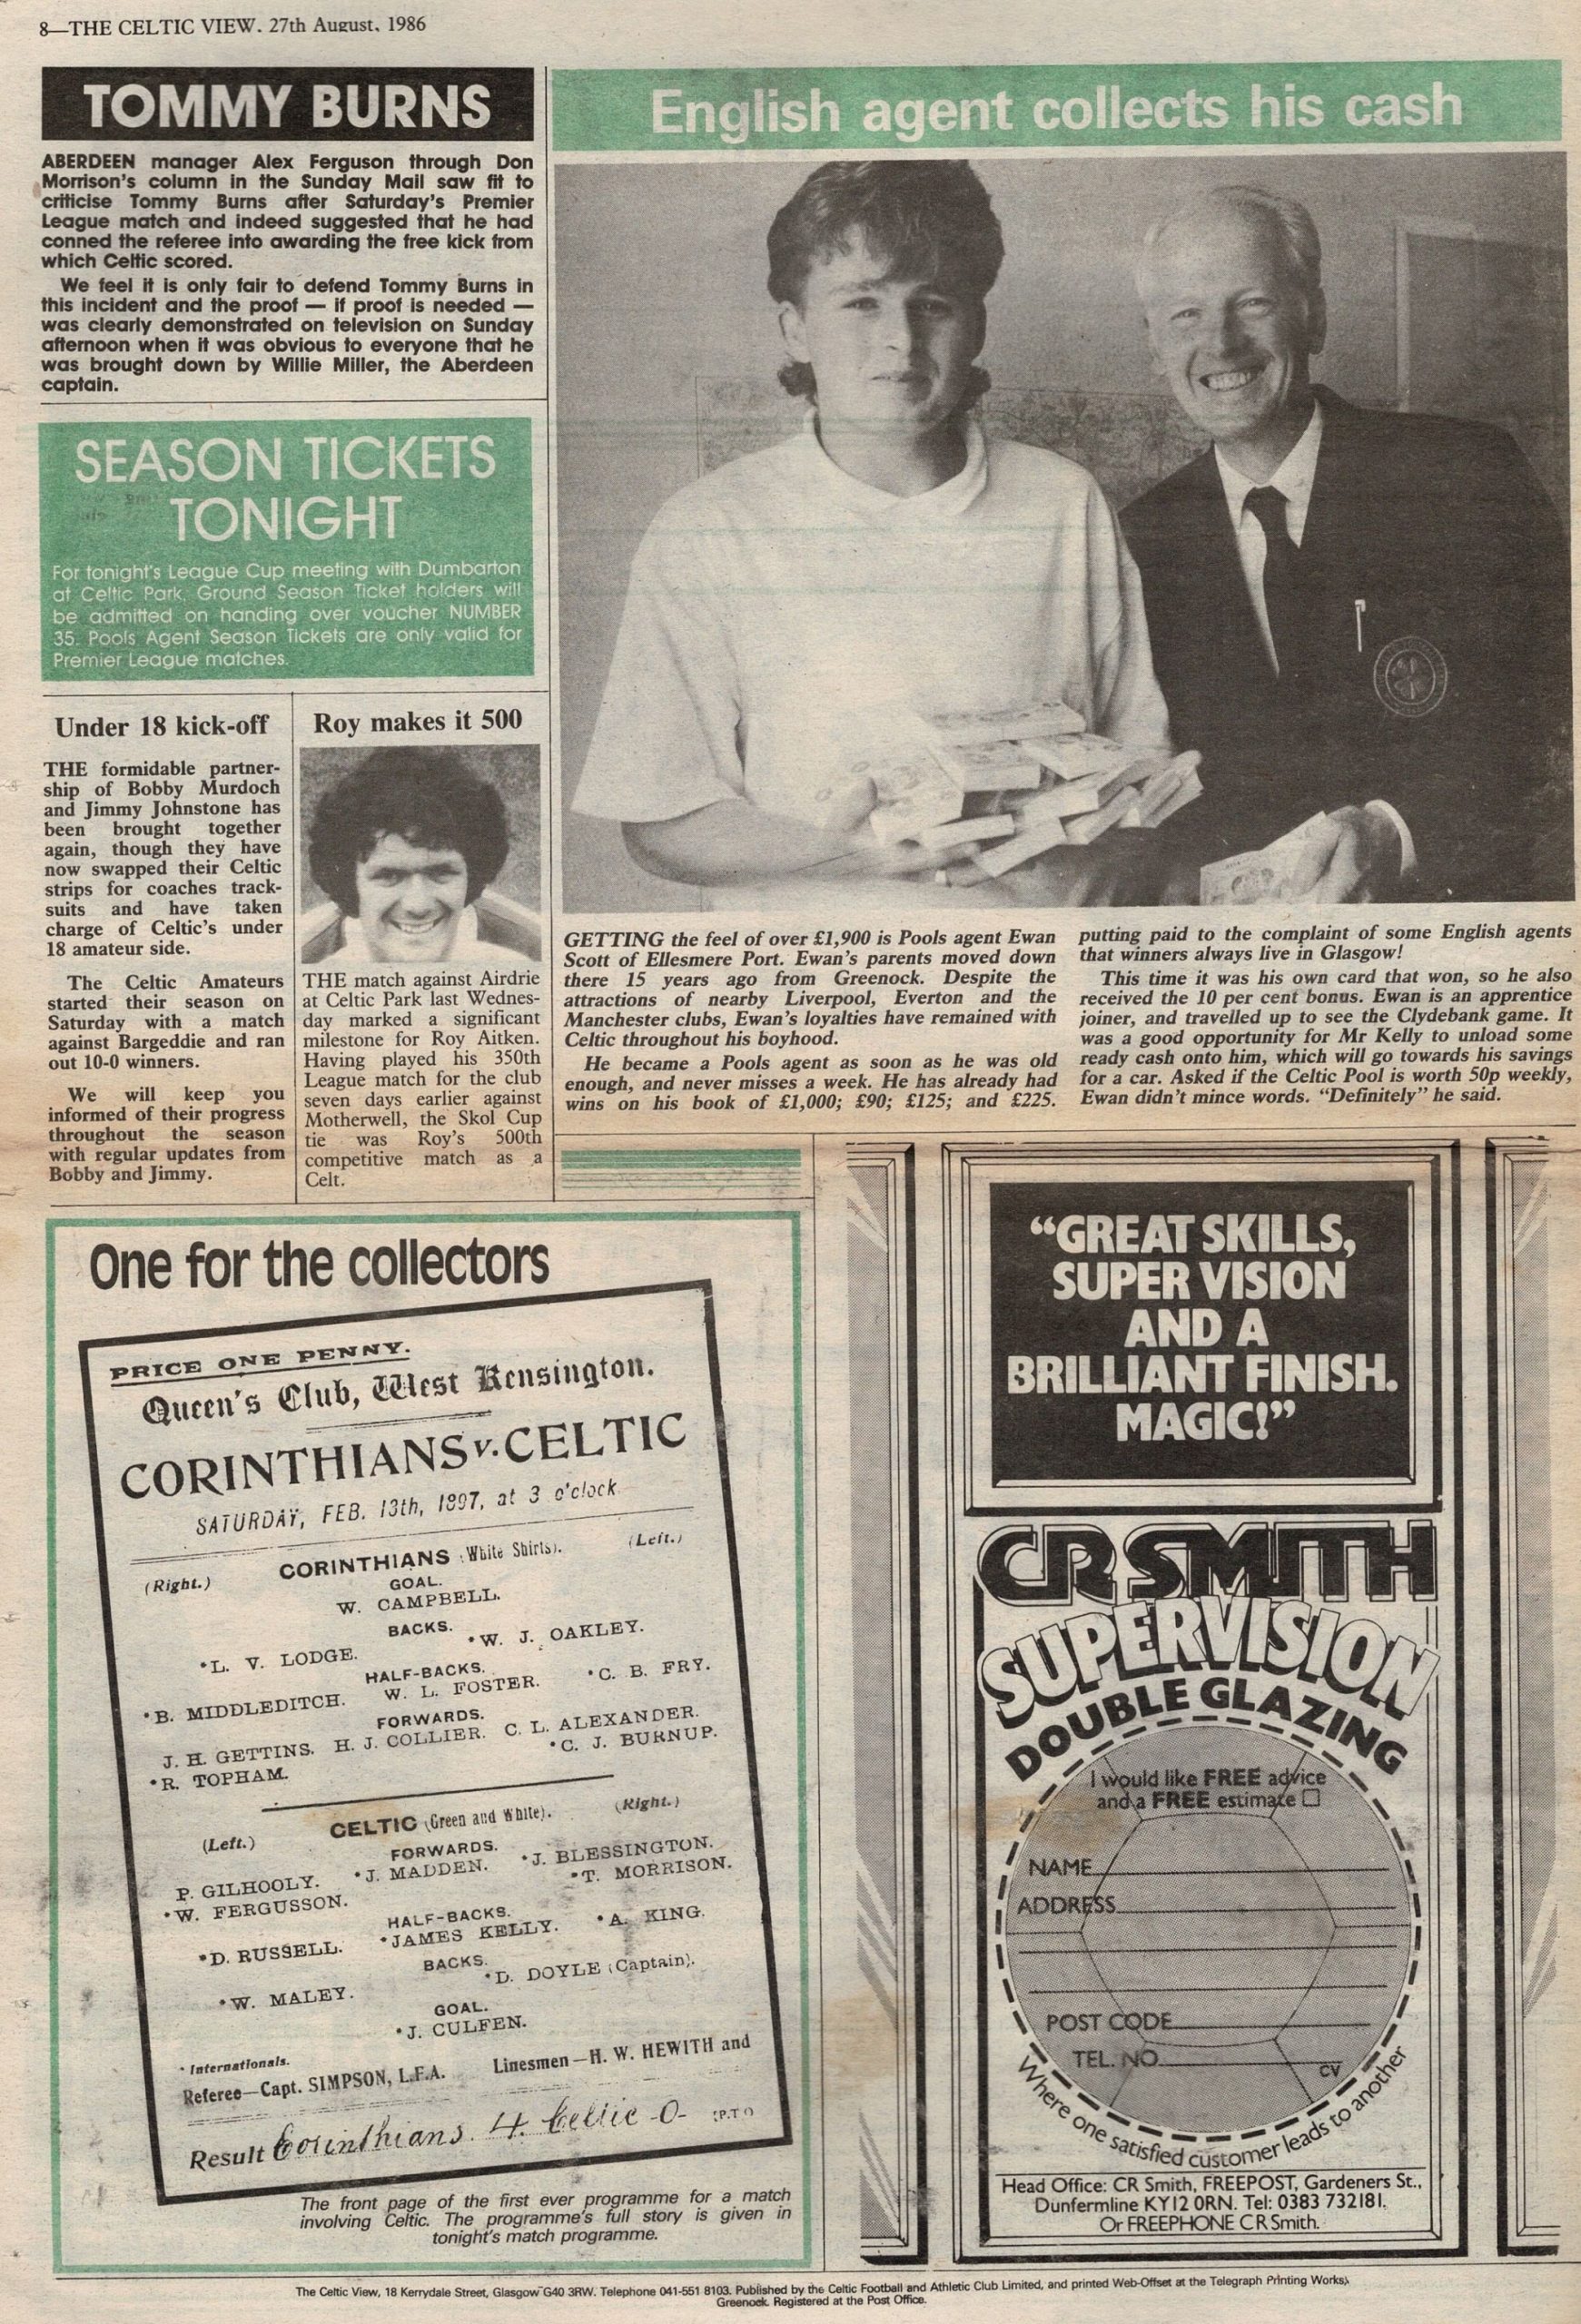 8—THE CELTIC VIEW. 27th August, 1986
TOMMY BURNS
ABERDEEN manager Alex Ferguson through Don
Morrison's column in the Sunday Mail saw fit to
criticise Tommy Burns after Saturday's Premier
League match and indeed suggested that he had
conned the referee into awarding the free kick from
which Celtic scored.
We feel it is only fair to defend Tommy Burns in
this incident and the proof — if proof is needed —
was clearly demonstrated on television on Sunday
afternoon when it was obvious to everyone that he
was brought down by Willie Miller, the Aberdeen
captain.
SEASON TICKETS
TONIGHT
For tonight's League Cup meeting with Dumbarton
at Celtic Park, Ground Season Ticket holders will
be admitted on handing over voucher NUMBER
35. Pools Agent Season Tickets are only valid for
Premier League matches.
Under 18 kick-off
THE formidable partner-
ship of Bobby Murdoch
and Jimmy Johnstone has
been brought together
again, though they have
now swapped their Celtic
strips for coaches track-
suits and have taken
charge of Celtic's under
18 amateur side.
The Celtic Amateurs
started their season on
Saturday with a match
against Bargeddie and ran
out 10-0 winners.
We will keep you
informed of their progress
throughout the season
with regular updates from
Bobby and Jimmy.
Roy makes it 500
THE match against Airdrie
at Celtic Park last Wednes-
day marked a significant
milestone for Roy Aitken.
Having played his 350th
League match for the club
seven days earlier against
Motherwell, the Skol Cup
tie was Roy's 500th
competitive match as a
Celt.
English agent collects his cash
GETTING the feel of over £1,900 is Pools agent Ewan
Scott of Ellesmere Port. Ewan's parents moved down
there 15 years ago from Greenock. Despite the
attractions of nearby Liverpool, Everton and the
Manchester clubs, Ewan's loyalties have remained with
Celtic throughout his boyhood.
He became a Pools agent as soon as he was old
enough, and never misses a week. He has already had
wins on his book of £1,000; £90; £125; and £225.
putting paid to the complaint of some English agents
that winners always live in Glasgow!
This time it was his own card that won, so he also
received the 10 per cent bonus. Ewan is an apprentice
joiner, and travelled up to see the Clydebank game. It
was a good opportunity for Mr Kelly to unload some
ready cash onto him, which will go towards his savings
for a car. Asked if the Celtic Pool is worth 50p weekly,
Ewan didn't mince words. “Definitely” he said.
One for the collectors
PRICE ONE PENNY.
Queen's Club, West Kensington.
CORINTHIANS v. CELTIC
SATURDAY, FEB. 13th, 1897, at 3 o'clock
CORINTHIANS (White Shirts).
(Right.) (Left.)
GOAL.
W. CAMPBELL.
BACKS.
*L. V. LODGE. *W. J. OAKLEY.
HALF-BACKS.
*B. MIDDLEDITCH. W. L. FOSTER. *C. B. FRY.
FORWARDS.
J. H. GETTINS. H. J. COLLIER. C. L. ALEXANDER.
*R. TOPHAM. *C. J. BURNUP.
CELTIC (Green and White).
(Left.) (Right.)
FORWARDS.
P. GILHOOLY. *J. MADDEN. *J. BLESSINGTON.
*W. FERGUSSON. *T. MORRISON.
HALF-BACKS.
*D. RUSSELL. *JAMES KELLY. *A. KING.
BACKS.
*W. MALEY. *D. DOYLE (Captain).
GOAL.
*J. CULFEN.
* Internationals.
Referee—Capt. SIMPSON, L.F.A. Linesmen—H. W. HEWITH and
Result Corinthians. 4. Celtic -0- (P.T.O)
The front page of the first ever programme for a match
involving Celtic. The programme's full story is given in
tonight's match programme.
“GREAT SKILLS,
SUPER VISION
AND A
BRILLIANT FINISH.
MAGIC!”
CR SMITH
SUPERVISION
DOUBLE GLAZING
I would like FREE advice
and a FREE estimate
NAME
ADDRESS
POST CODE
TEL. NO.
CV
Where one satisfied customer leads to another
Head Office: CR Smith, FREEPOST, Gardeners St.,
Dunfermline KY12 0RN. Tel: 0383 732181.
Or FREEPHONE CR Smith.
The Celtic View, 18 Kerrydale Street, Glasgow G40 3RW. Telephone 041-551 8103. Published by the Celtic Football and Athletic Club Limited, and printed Web-Offset at the Telegraph Printing Works,
Greenock. Registered at the Post Office.